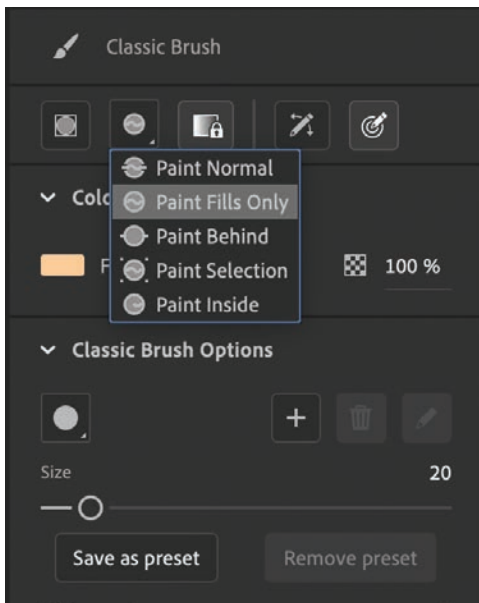 Classic Brush
Paint Normal
Colo
Paint Fills Only
Paint Behind
F
Paint Selection
100 %
Paint Inside
Classic Brush Options
Size
20
Save as preset
Remove preset